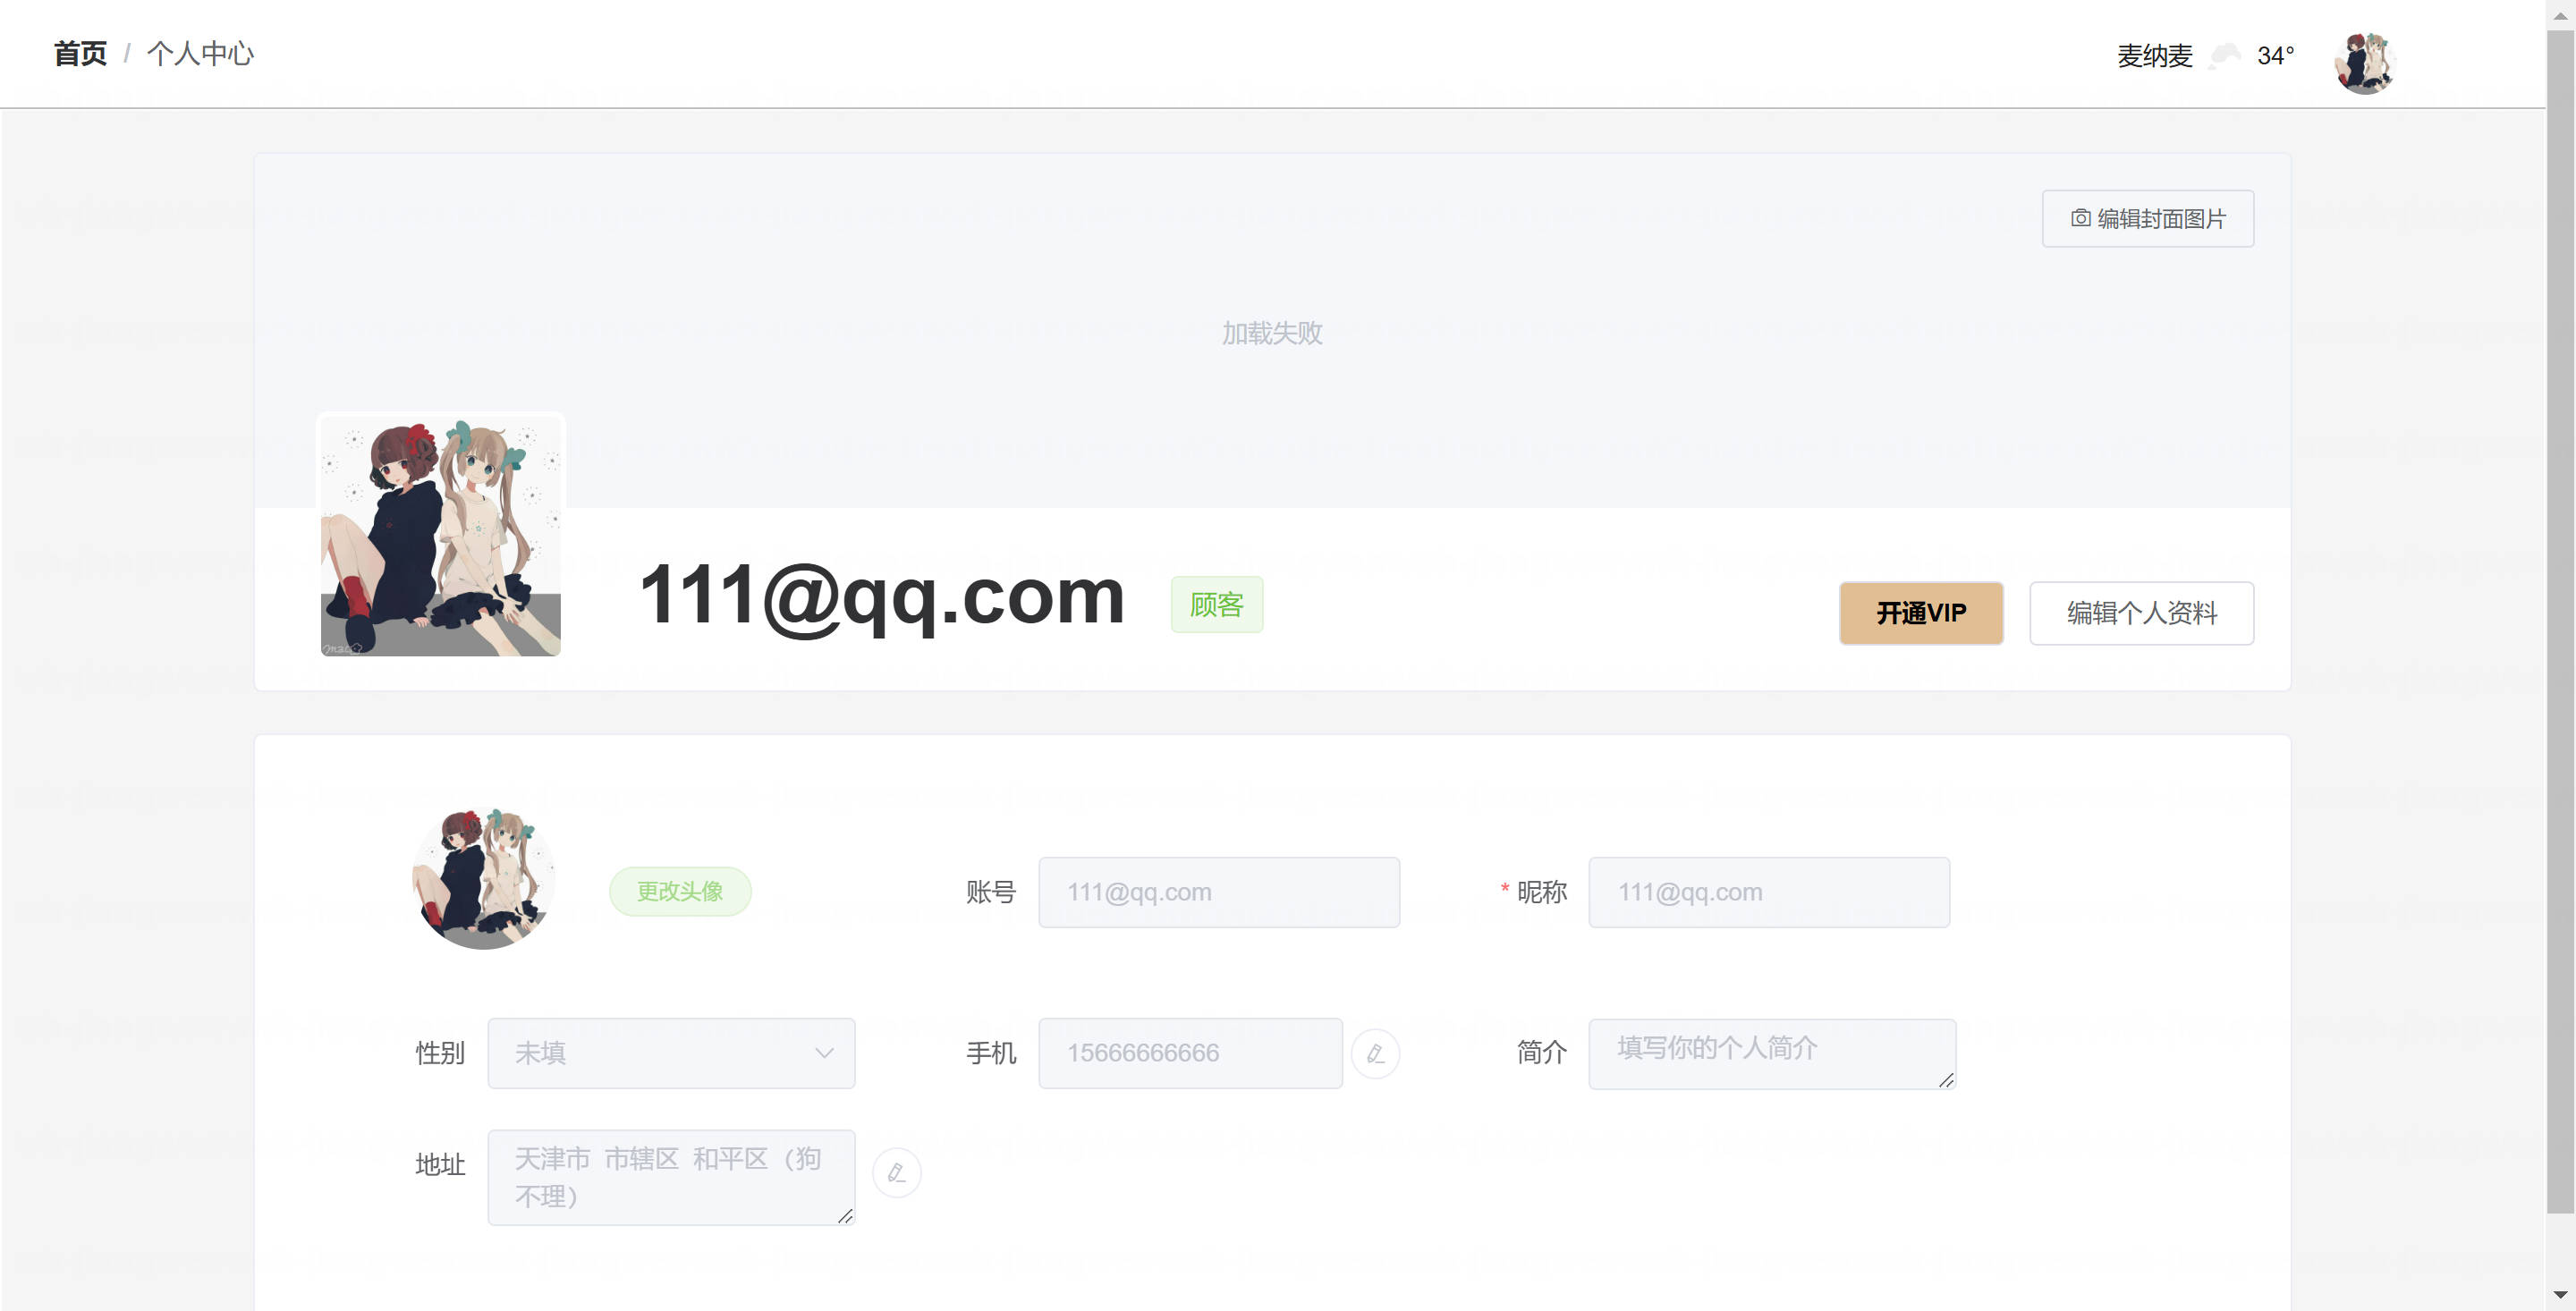 首页 / 个人中心
麦纳麦 34°
编辑封面图片
加载失败
111@qq.com 顾客
开通VIP 编辑个人资料
更改头像 账号 111@qq.com * 昵称 111@qq.com
性别 未填 手机 15666666666 简介 填写你的个人简介
地址 天津市 市辖区 和平区（狗
不理）